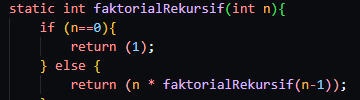 static int faktorialRekursif(int n){
if (n==0){
return (1);
} else {
return (n * faktorialRekursif(n-1));
}